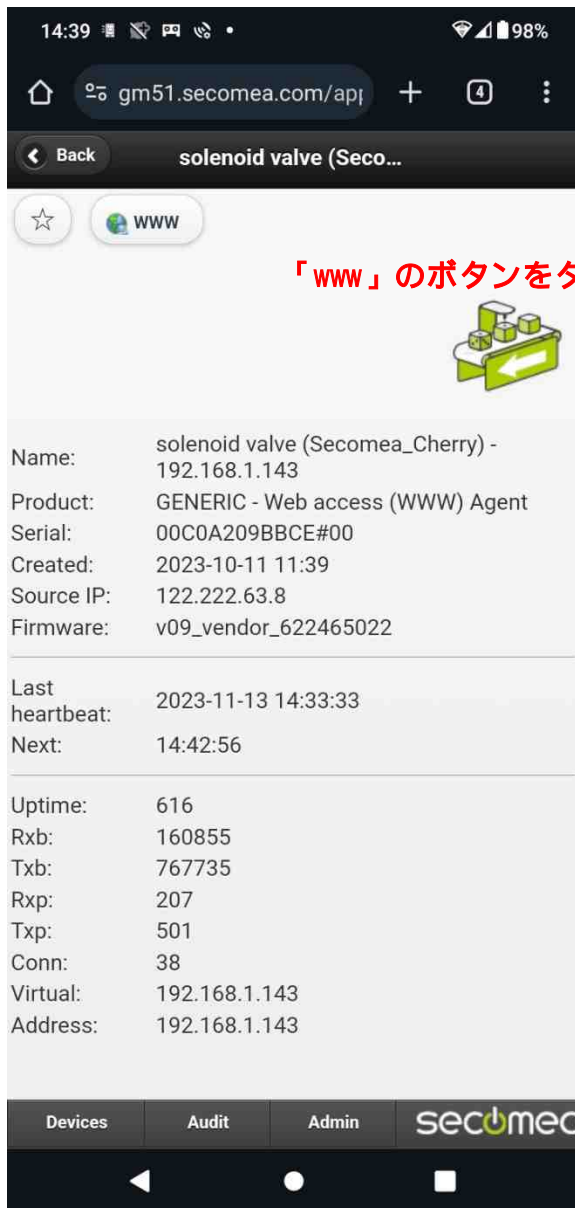 14:39 98%
gm51.secomea.com/app 4
Back solenoid valve (Seco...
WWW
「www」のボタンをタ
Name: solenoid valve (Secomea_Cherry) -
192.168.1.143
Product: GENERIC - Web access (WWW) Agent
Serial: 00C0A209BBCE#00
Created: 2023-10-11 11:39
Source IP: 122.222.63.8
Firmware: v09_vendor_622465022
Last
heartbeat: 2023-11-13 14:33:33
Next: 14:42:56
Uptime: 616
Rxb: 160855
Txb: 767735
Rxp: 207
Txp: 501
Conn: 38
Virtual: 192.168.1.143
Address: 192.168.1.143
Devices Audit Admin secomec